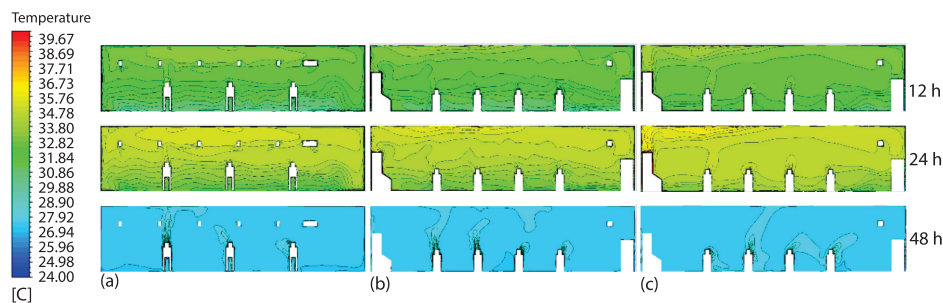 Temperature
39.67
38.69
37.71
36.73
35.76
34.78
33.80
32.82
31.84
30.86
29.88
28.90
27.92
26.94
25.96
24.98
24.00
[C]
12 h
24 h
48 h
(a)
(b)
(c)